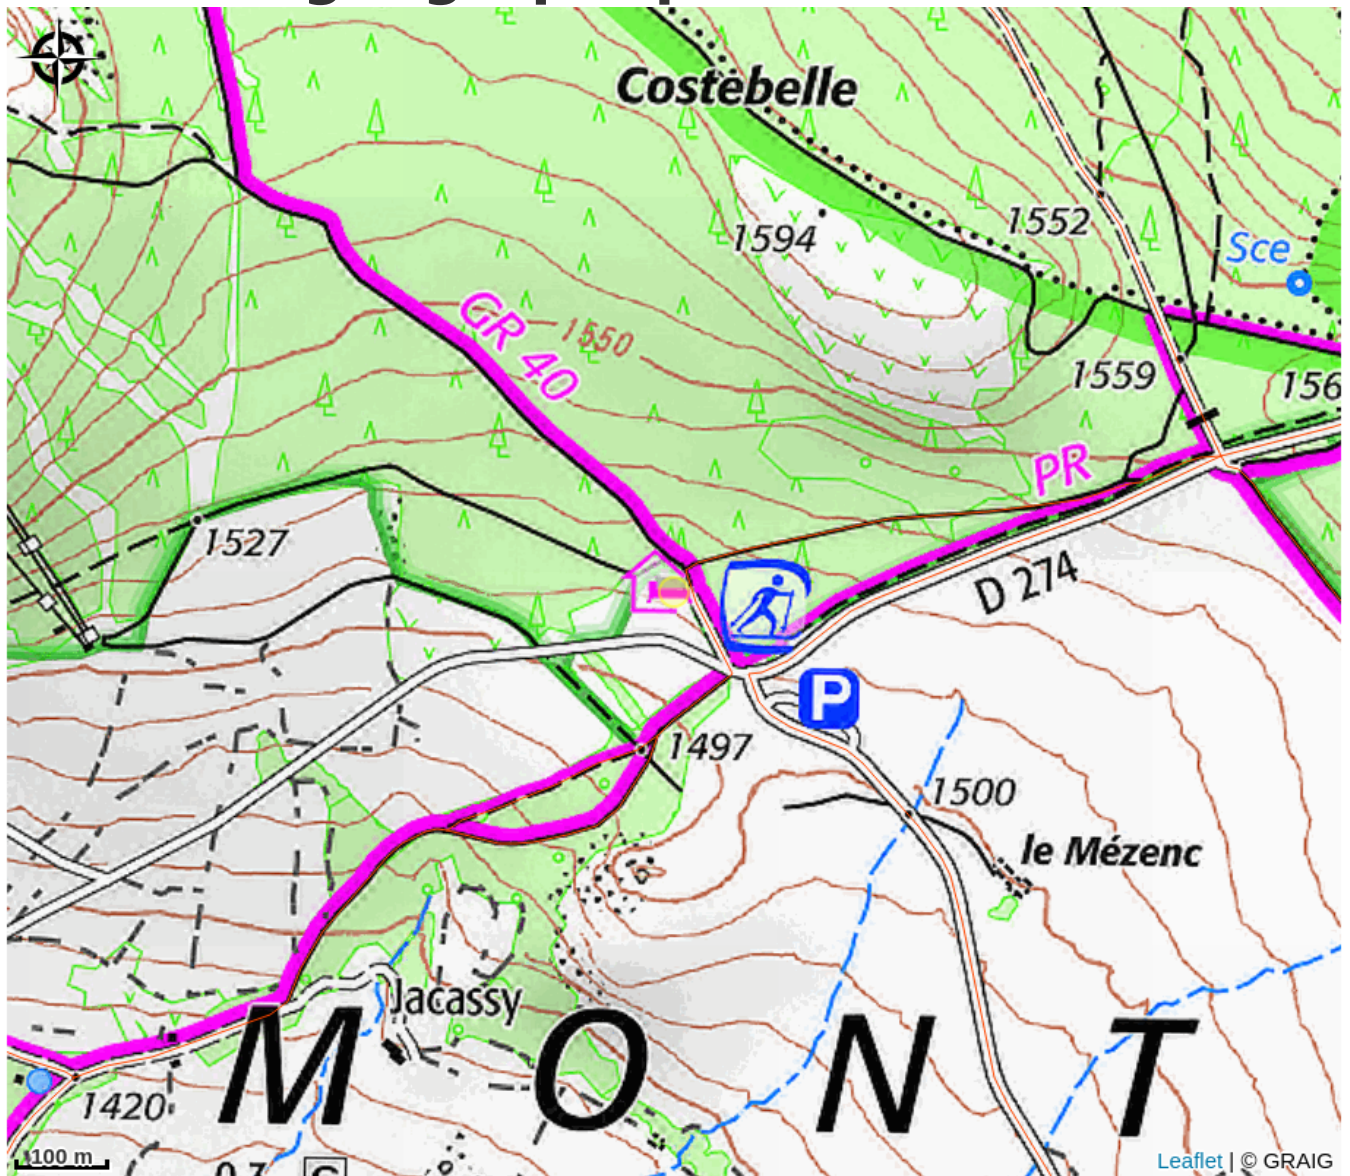 Costebelle
1552
Sce
1594
GR 40
1550
1559
156
PR
1527
D 274
P
1497
1500
le Mézenc
Jacassy
M O N T
1420
100 m
Leaflet | © GRAIG